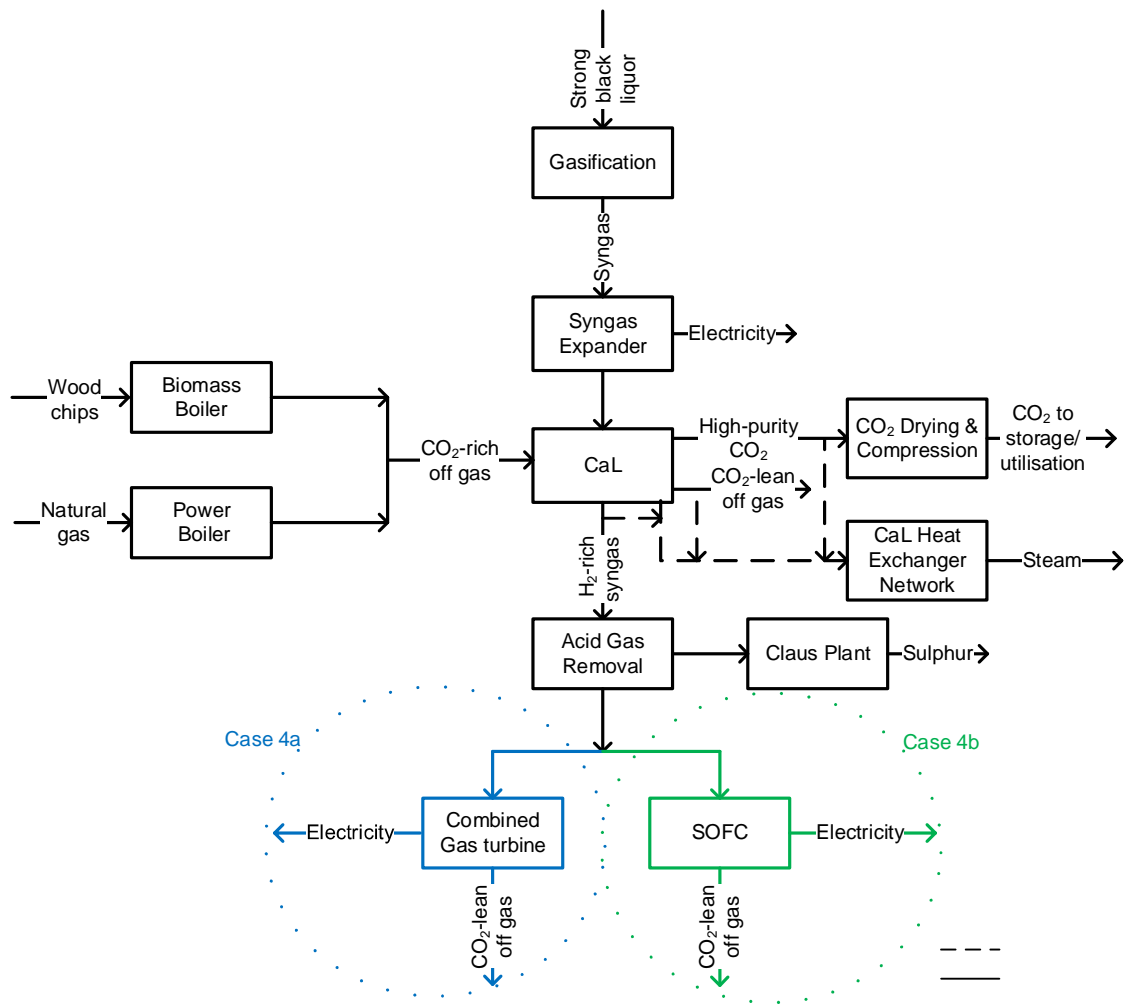 Strong
black
liquor
Gasification
Syngas
Syngas
Expander
Electricity
Wood
chips
Biomass
Boiler
Natural
gas
Power
Boiler
CO₂-rich
off gas
CaL
High-purity
CO₂
CO₂-lean
off gas
CO₂ Drying &
Compression
CO₂ to
storage/
utilisation
CaL Heat
Exchanger
Network
Steam
H₂-rich
syngas
Acid Gas
Removal
Claus Plant
Sulphur
Case 4a
Case 4b
Electricity
Combined
Gas turbine
SOFC
Electricity
CO₂-lean
off gas
CO₂-lean
off gas